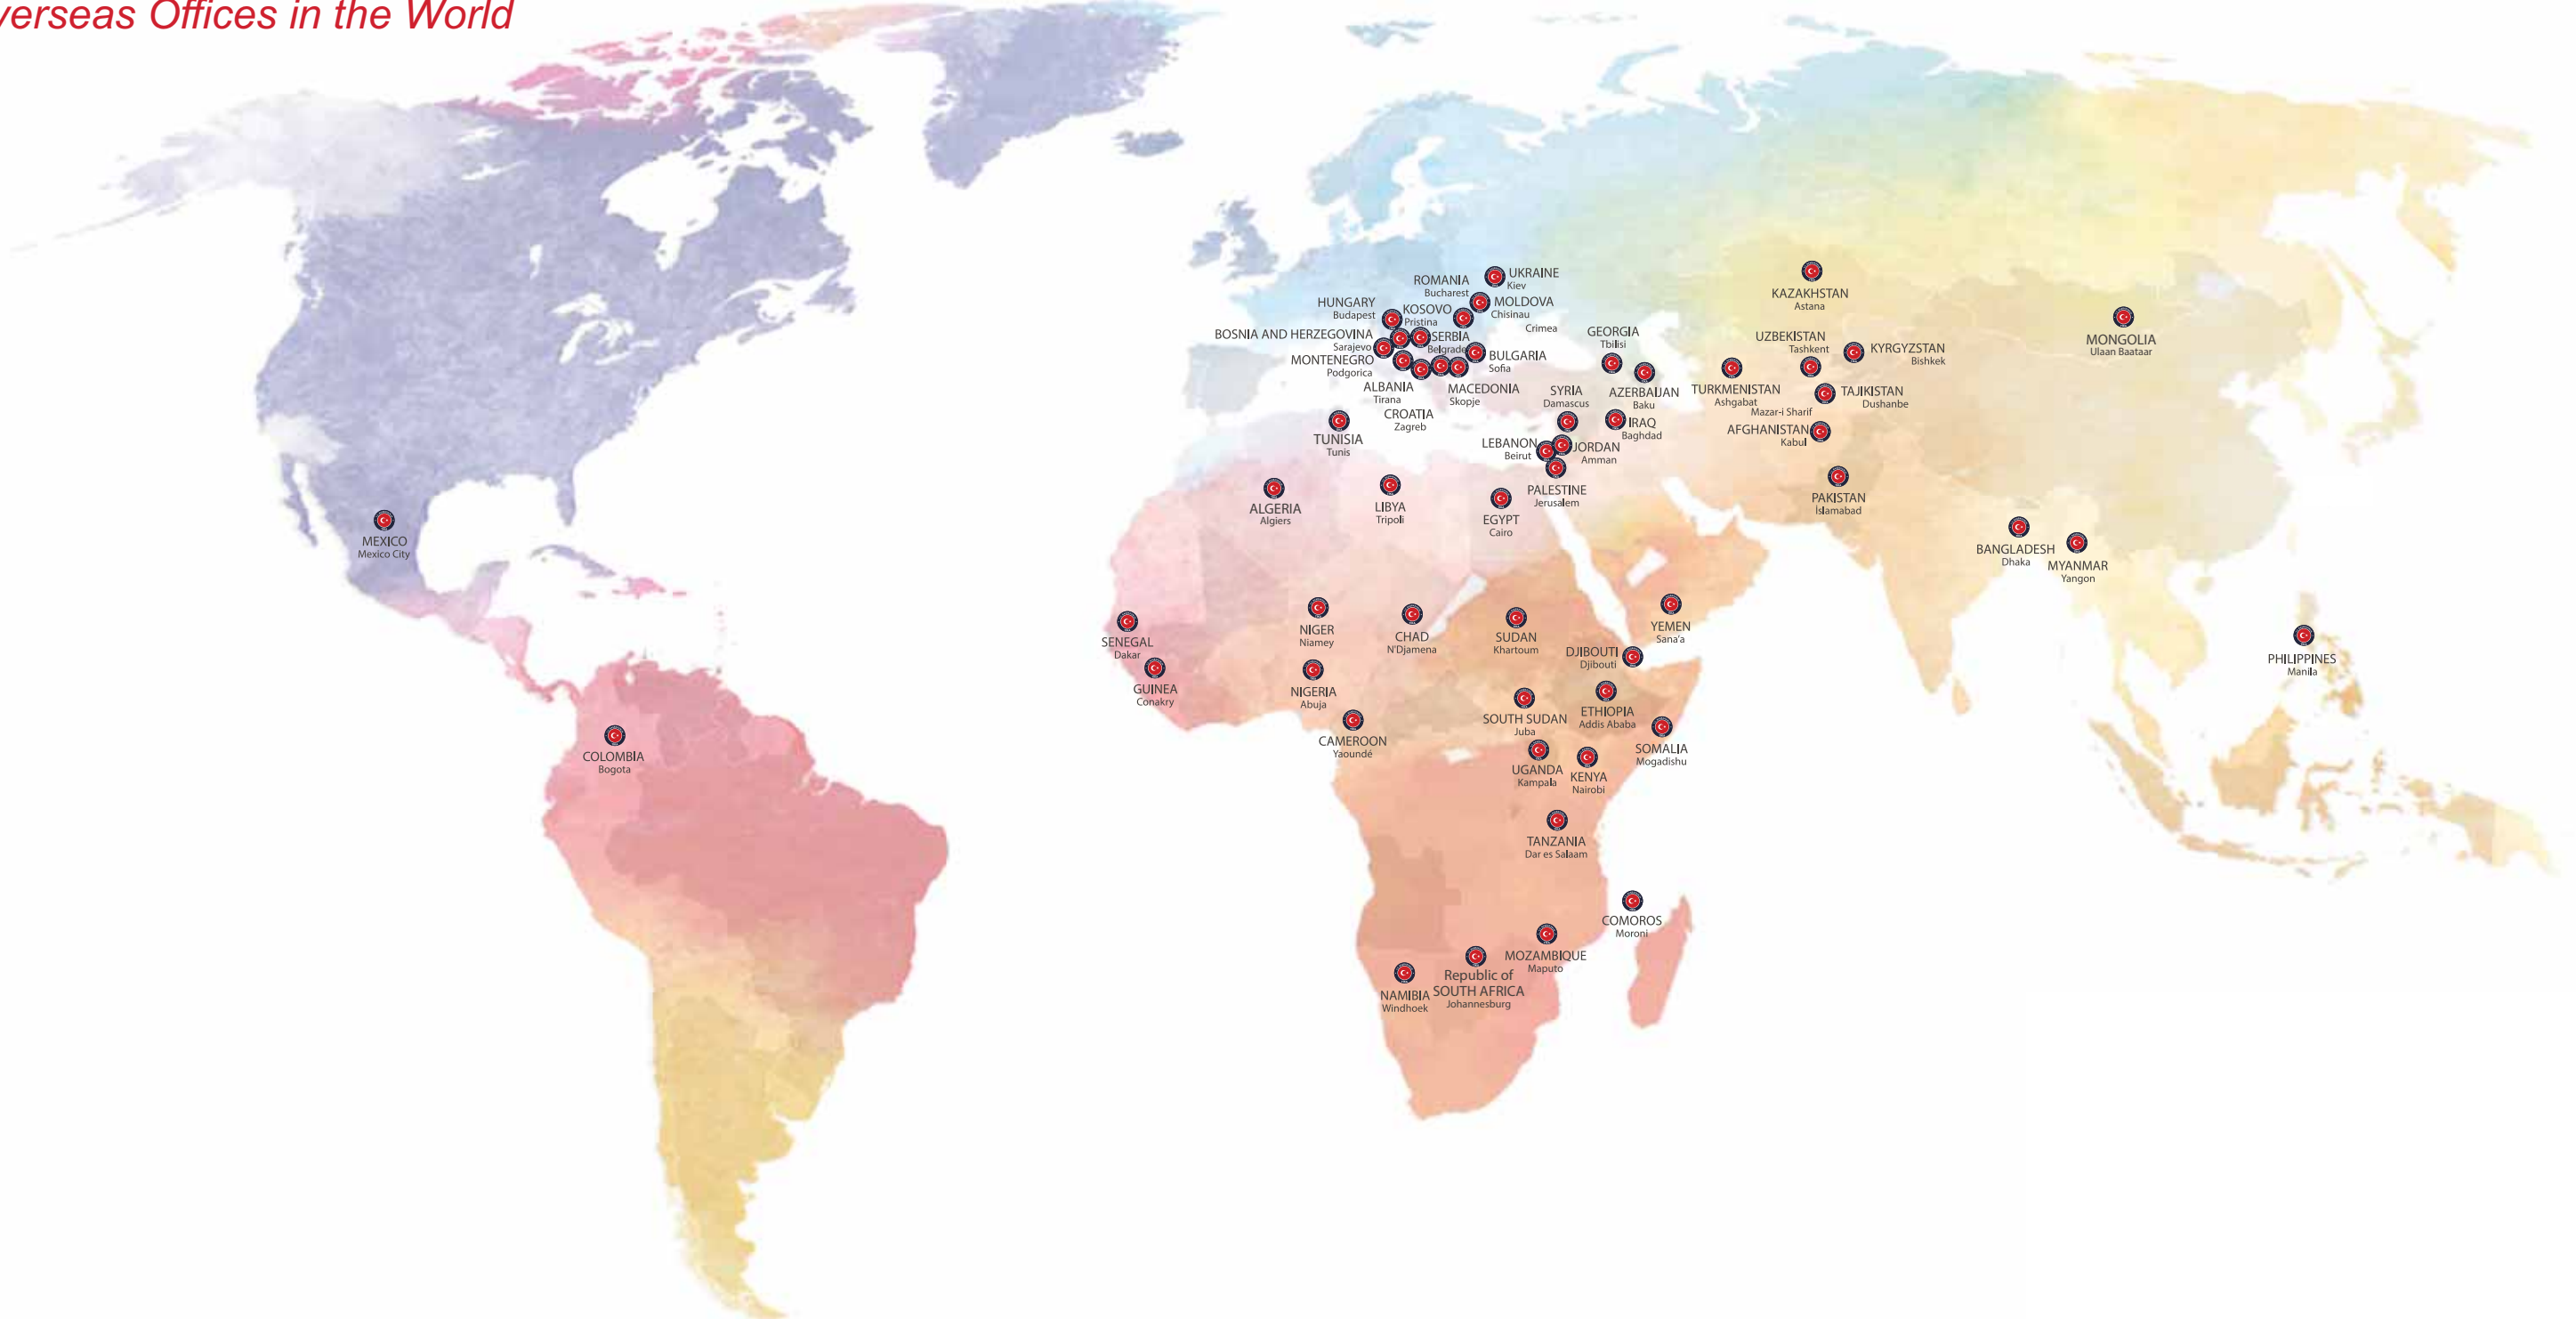 verseas Offices in the World
UKRAINE
Kiev
ROMANIA
Bucharest
MOLDOVA
Chisinau
HUNGARY
Budapest
KOSOVO
Pristina
Crimea
BOSNIA AND HERZEGOVINA
Sarajevo
SERBIA
Belgrade
MONTENEGRO
Podgorica
BULGARIA
Sofia
ALBANIA
Tirana
MACEDONIA
Skopje
CROATIA
Zagreb
GEORGIA
Tbilisi
AZERBAIJAN
Baku
SYRIA
Damascus
IRAQ
Baghdad
LEBANON
Beirut
JORDAN
Amman
PALESTINE
Jerusalem
KAZAKHSTAN
Astana
UZBEKISTAN
Tashkent
KYRGYZSTAN
Bishkek
TURKMENISTAN
Ashgabat
TAJIKISTAN
Dushanbe
Mazar-i Sharif
AFGHANISTAN
Kabul
PAKISTAN
İslamabad
MONGOLIA
Ulaan Baataar
BANGLADESH
Dhaka
MYANMAR
Yangon
PHILIPPINES
Manila
TUNISIA
Tunis
ALGERIA
Algiers
LIBYA
Tripoli
EGYPT
Cairo
MEXICO
Mexico City
COLOMBIA
Bogota
SENEGAL
Dakar
GUINEA
Conakry
NIGER
Niamey
NIGERIA
Abuja
CAMEROON
Yaoundé
CHAD
N'Djamena
SUDAN
Khartoum
YEMEN
Sana'a
DJIBOUTI
Djibouti
SOUTH SUDAN
Juba
ETHIOPIA
Addis Ababa
SOMALIA
Mogadishu
UGANDA
Kampala
KENYA
Nairobi
TANZANIA
Dar es Salaam
COMOROS
Moroni
MOZAMBIQUE
Maputo
Republic of
SOUTH AFRICA
Johannesburg
NAMIBIA
Windhoek